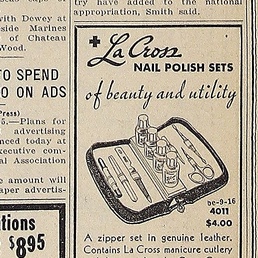 with Dewey at
side Marines
of Chateau
Wood.
TO SPEND
0 ON ADS
Press)
5.—Plans for
advertising
nced today at
xecutive com-
al Association
e amount will
aper advertis-
tions
$8.95
try have added to the national
appropriation, Smith said.
La Cross
NAIL POLISH SETS
of beauty and utility
be-9-16
4011
$4.00
A zipper set in genuine leather.
Contains La Cross manicure cutlery